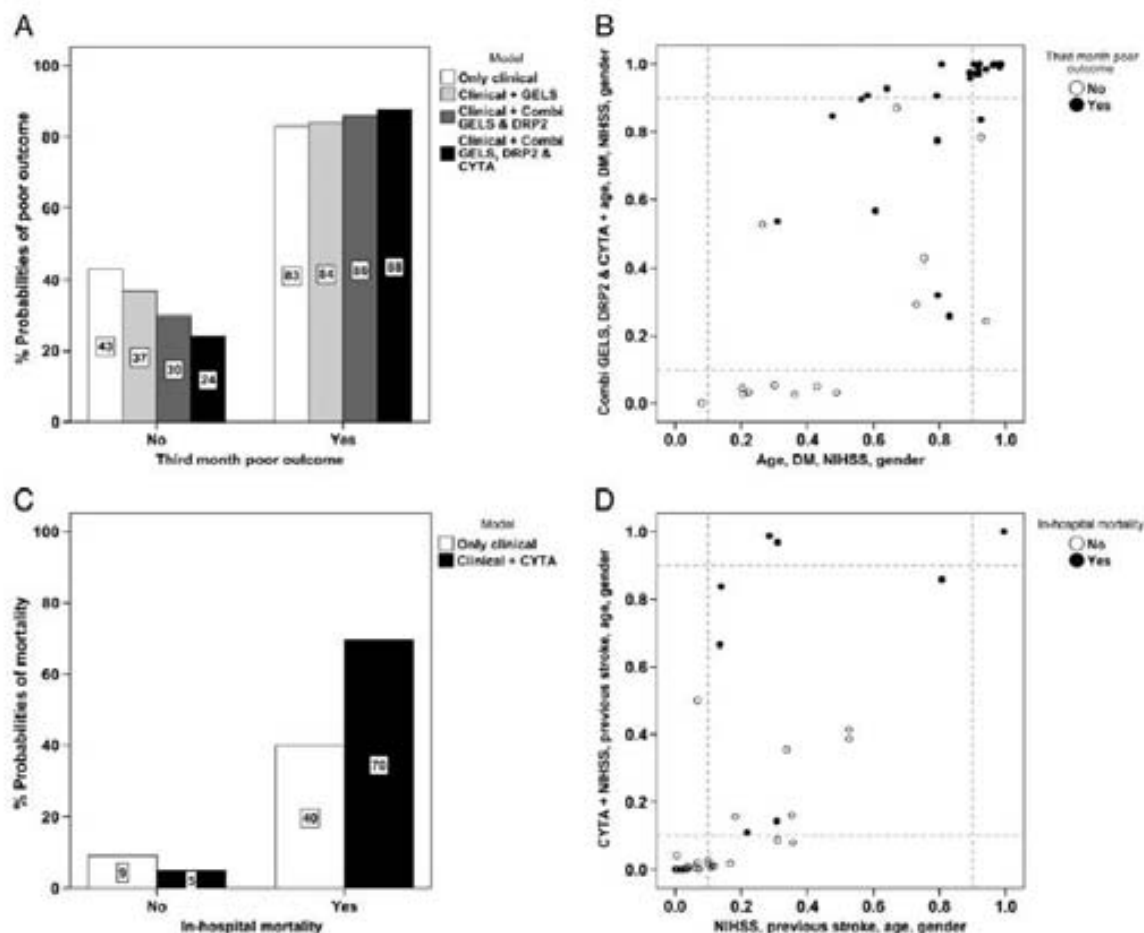 A
% Probabilities of poor outcome
100
80
60
40
20
0
43
37
30
24
83
84
86
88
No
Yes
Third month poor outcome
Model
Only clinical
Clinical + GELS
Clinical + Combi
GELS & DRP2
Clinical + Combi
GELS, DRP2 &
CYTA
B
Combi GELS, DRP2 & CYTA + age, DM, NIHSS, gender
1.0
0.8
0.6
0.4
0.2
0.0
0.0
0.2
0.4
0.6
0.8
1.0
Age, DM, NIHSS, gender
Third month poor
outcome
No
Yes
C
% Probabilities of mortality
100
80
60
40
20
0
9
5
40
70
No
Yes
In-hospital mortality
Model
Only clinical
Clinical + CYTA
D
CYTA + NIHSS, previous stroke, age, gender
1.0
0.8
0.6
0.4
0.2
0.0
0.0
0.2
0.4
0.6
0.8
1.0
NIHSS, previous stroke, age, gender
In-hospital mortality
No
Yes